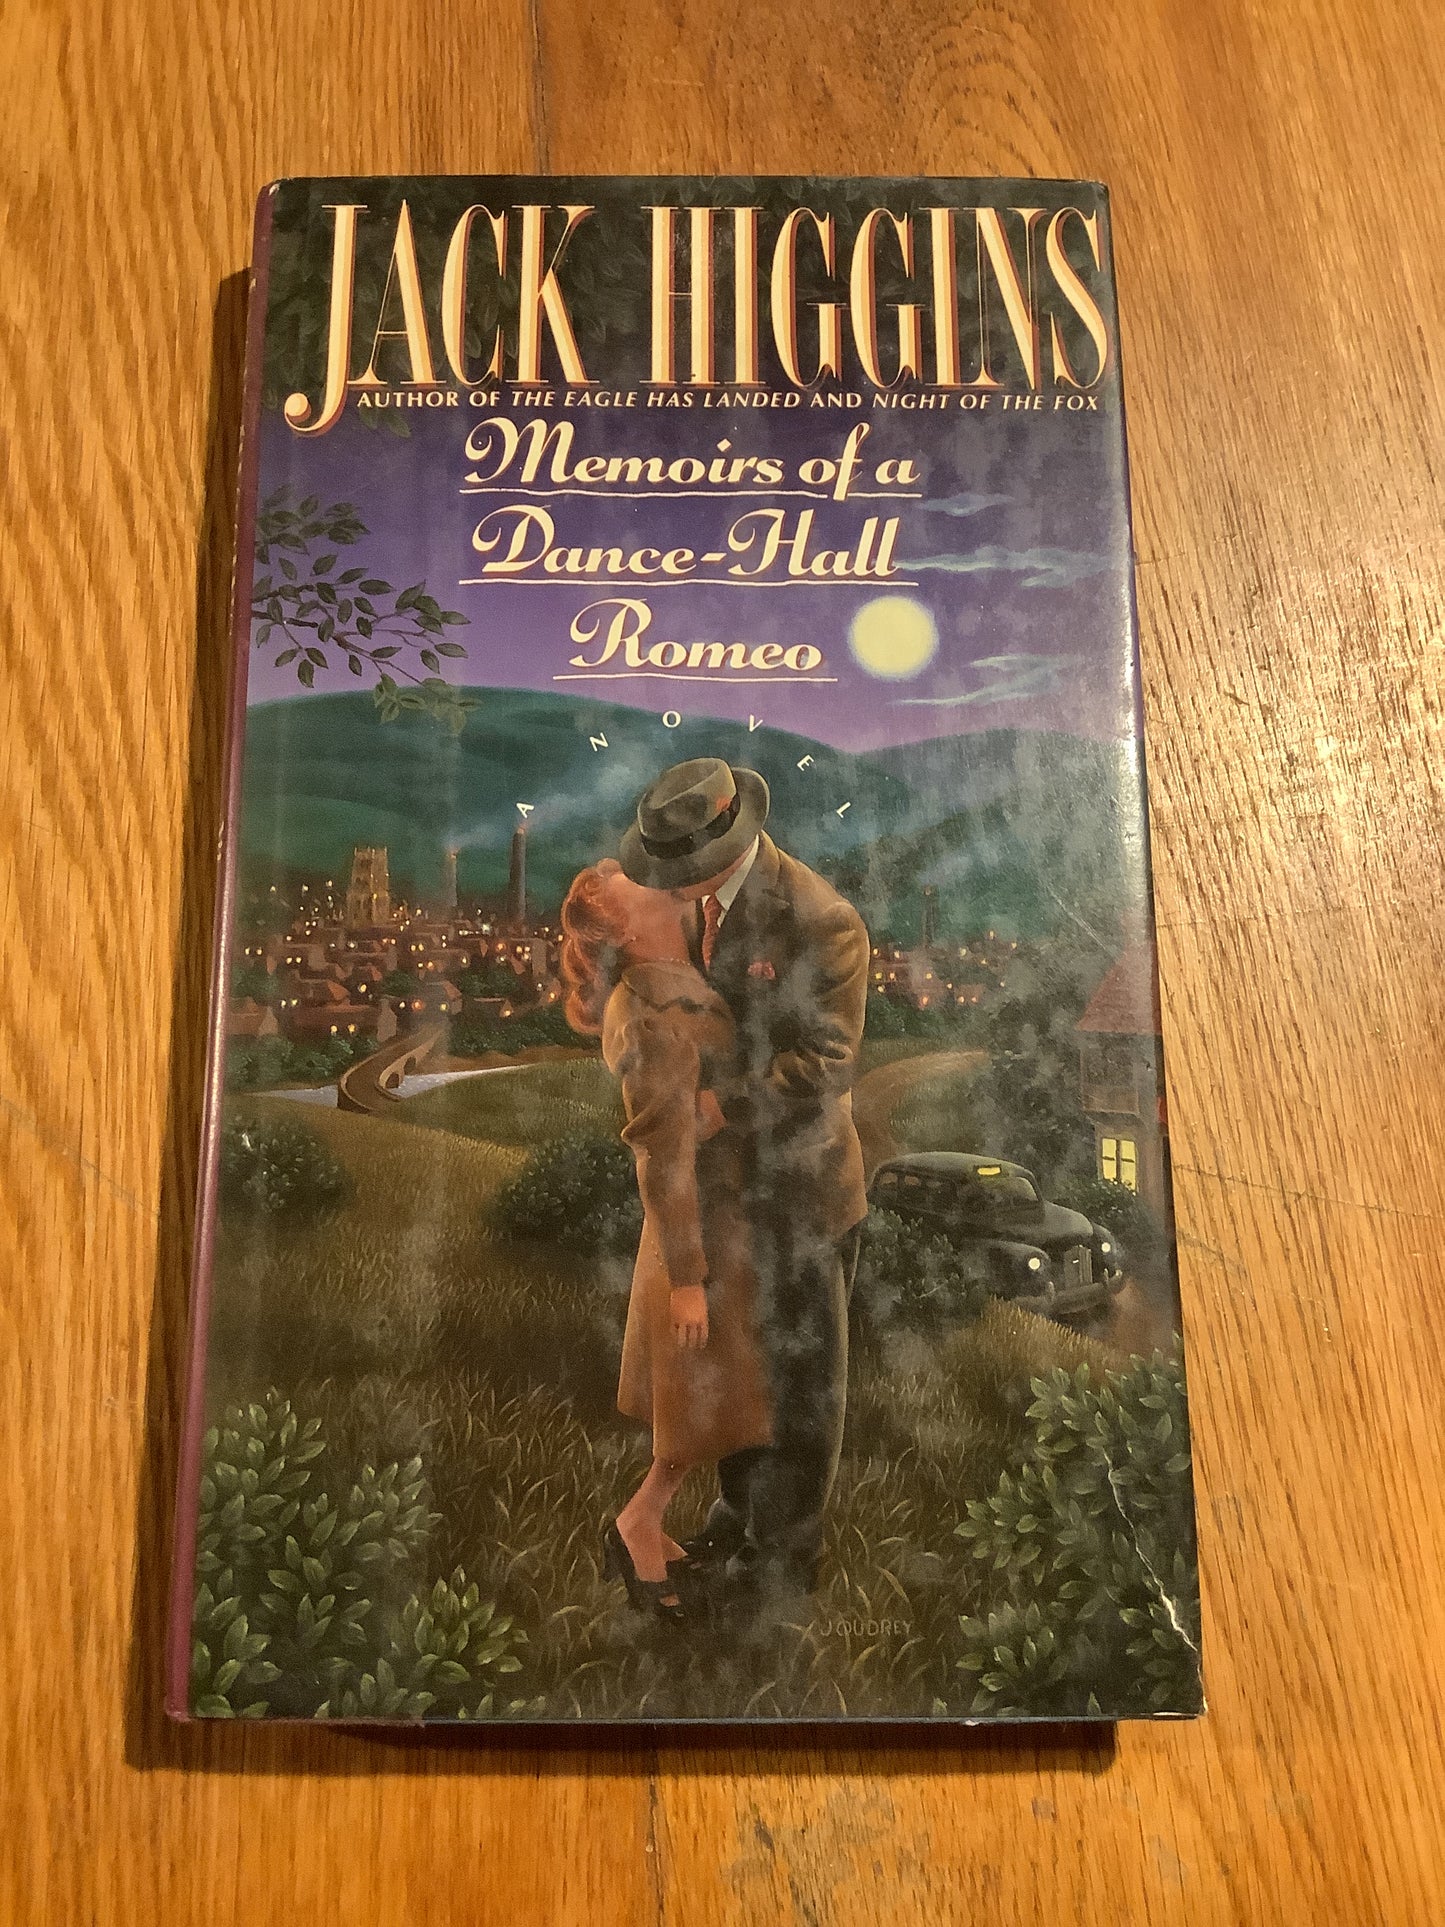 JACK HIGGINS
AUTHOR OF THE EAGLE HAS LANDED AND NIGHT OF THE FOX
Memoirs of a
Dance-Hall
Romeo
A NOVEL
JOUDREY